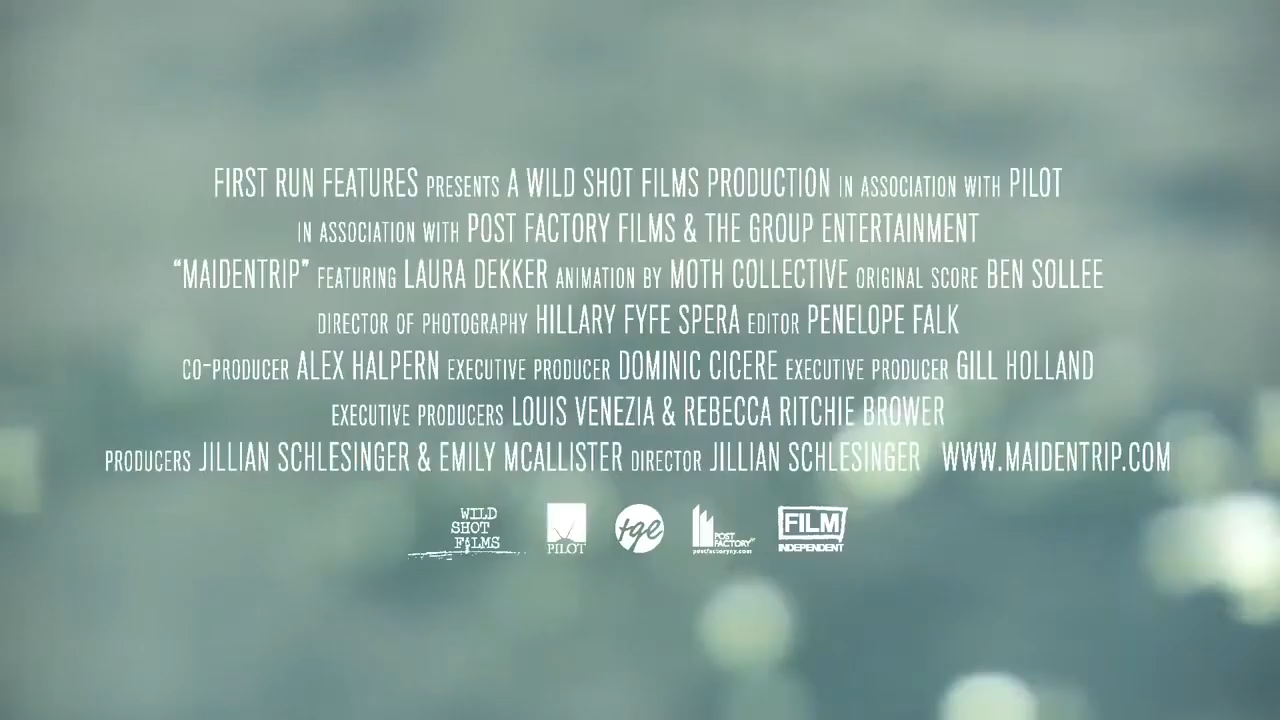 FIRST RUN FEATURES PRESENTS A WILD SHOT FILMS PRODUCTION IN ASSOCIATION WITH PILOT
IN ASSOCIATION WITH POST FACTORY FILMS & THE GROUP ENTERTAINMENT
“MAIDENTRIP” FEATURING LAURA DEKKER ANIMATION BY MOTH COLLECTIVE ORIGINAL SCORE BEN SOLLEE
DIRECTOR OF PHOTOGRAPHY HILLARY FYFE SPERA EDITOR PENELOPE FALK
CO-PRODUCER ALEX HALPERN EXECUTIVE PRODUCER DOMINIC CICERE EXECUTIVE PRODUCER GILL HOLLAND
EXECUTIVE PRODUCERS LOUIS VENEZIA & REBECCA RITCHIE BROWER
PRODUCERS JILLIAN SCHLESINGER & EMILY MCALLISTER DIRECTOR JILLIAN SCHLESINGER WWW.MAIDENTRIP.COM
WILD
SHOT
FILMS
PILOT
tge
POST
FACTORY NY
postfactoryny.com
FILM
INDEPENDENT